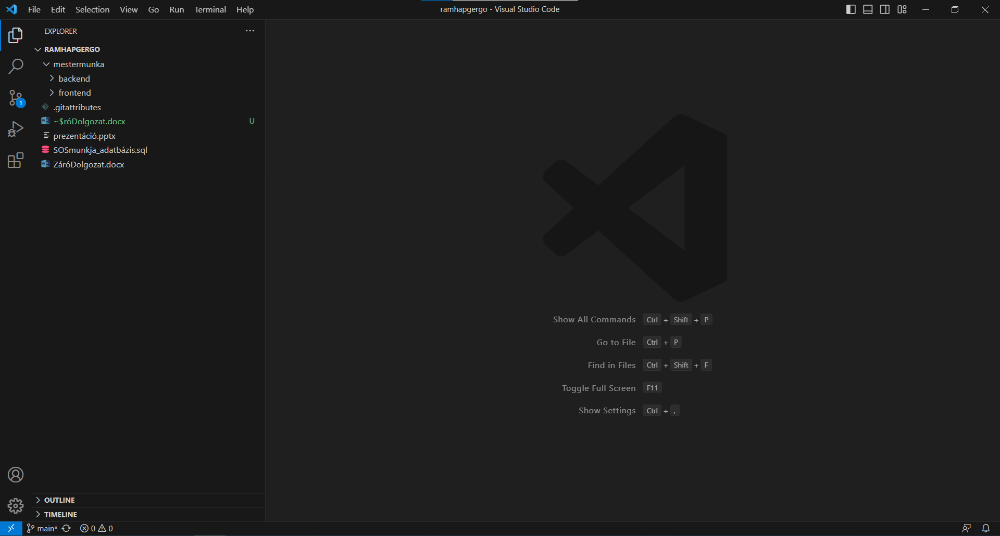 File Edit Selection View Go Run Terminal Help
ramhapgergo - Visual Studio Code
EXPLORER
RAMHAPGERGO
mestermunka
backend
frontend
.gitattributes
~$róDolgozat.docx U
prezentáció.pptx
SOSmunkja_adatbázis.sql
ZáróDolgozat.docx
1
Show All Commands Ctrl + Shift + P
Go to File Ctrl + P
Find in Files Ctrl + Shift + F
Toggle Full Screen F11
Show Settings Ctrl + ,
OUTLINE
TIMELINE
main* 0 0